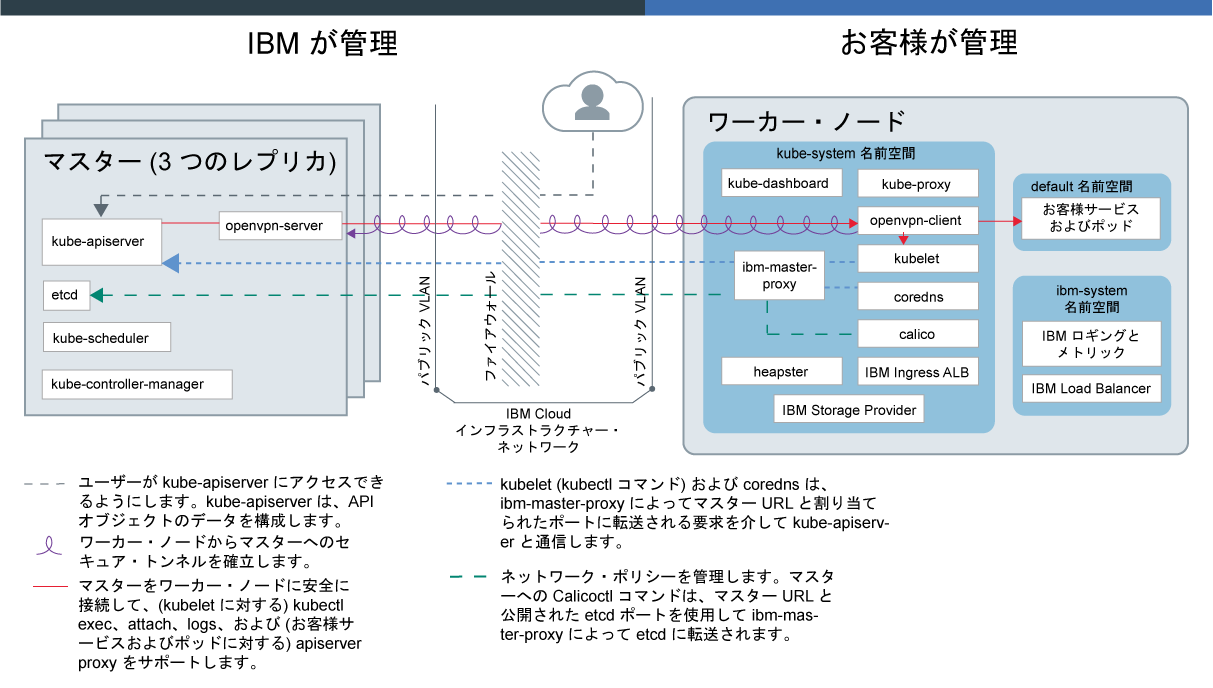 IBM が管理
お客様が管理
マスター (3 つのレプリカ)
kube-apiserver
openvpn-server
etcd
kube-scheduler
kube-controller-manager
パブリック VLAN
ファイアウォール
パブリック VLAN
IBM Cloud
インフラストラクチャー・
ネットワーク
ワーカー・ノード
kube-system 名前空間
kube-dashboard
kube-proxy
openvpn-client
kubelet
ibm-master-
proxy
coredns
calico
heapster
IBM Ingress ALB
IBM Storage Provider
default 名前空間
お客様サービス
およびポッド
ibm-system
名前空間
IBM ロギングと
メトリック
IBM Load Balancer
ユーザーが kube-apiserver にアクセスでき
るようにします。kube-apiserver は、API
オブジェクトのデータを構成します。
ワーカー・ノードからマスターへのセ
キュア・トンネルを確立します。
マスターをワーカー・ノードに安全に
接続して、(kubelet に対する) kubectl
exec、attach、logs、および (お客様サ
ービスおよびポッドに対する) apiserver
proxy をサポートします。
kubelet (kubectl コマンド) および coredns は、
ibm-master-proxy によってマスター URL と割り当て
られたポートに転送される要求を介して kube-apiserv-
er と通信します。
ネットワーク・ポリシーを管理します。マスタ
ーへの Calicoctl コマンドは、マスター URL と
公開された etcd ポートを使用して ibm-mas-
ter-proxy によって etcd に転送されます。